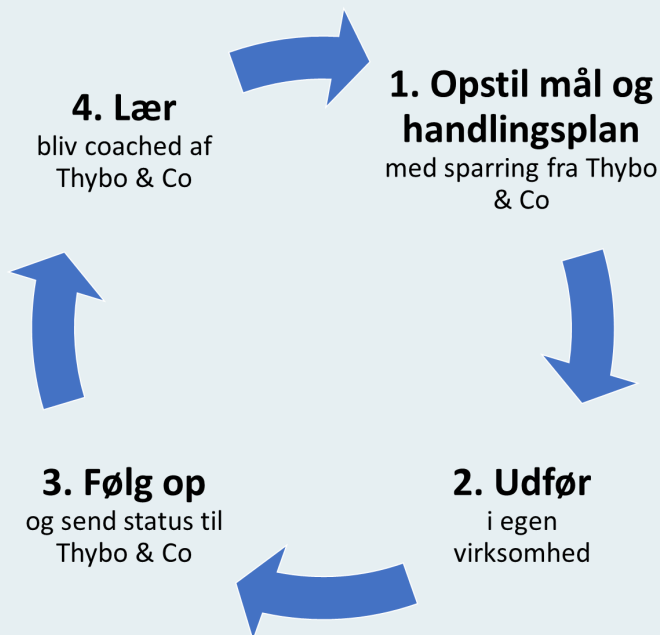 1. Opstil mål og
handlingsplan
med sparring fra Thybo
& Co
2. Udfør
i egen
virksomhed
3. Følg op
og send status til
Thybo & Co
4. Lær
bliv coached af
Thybo & Co